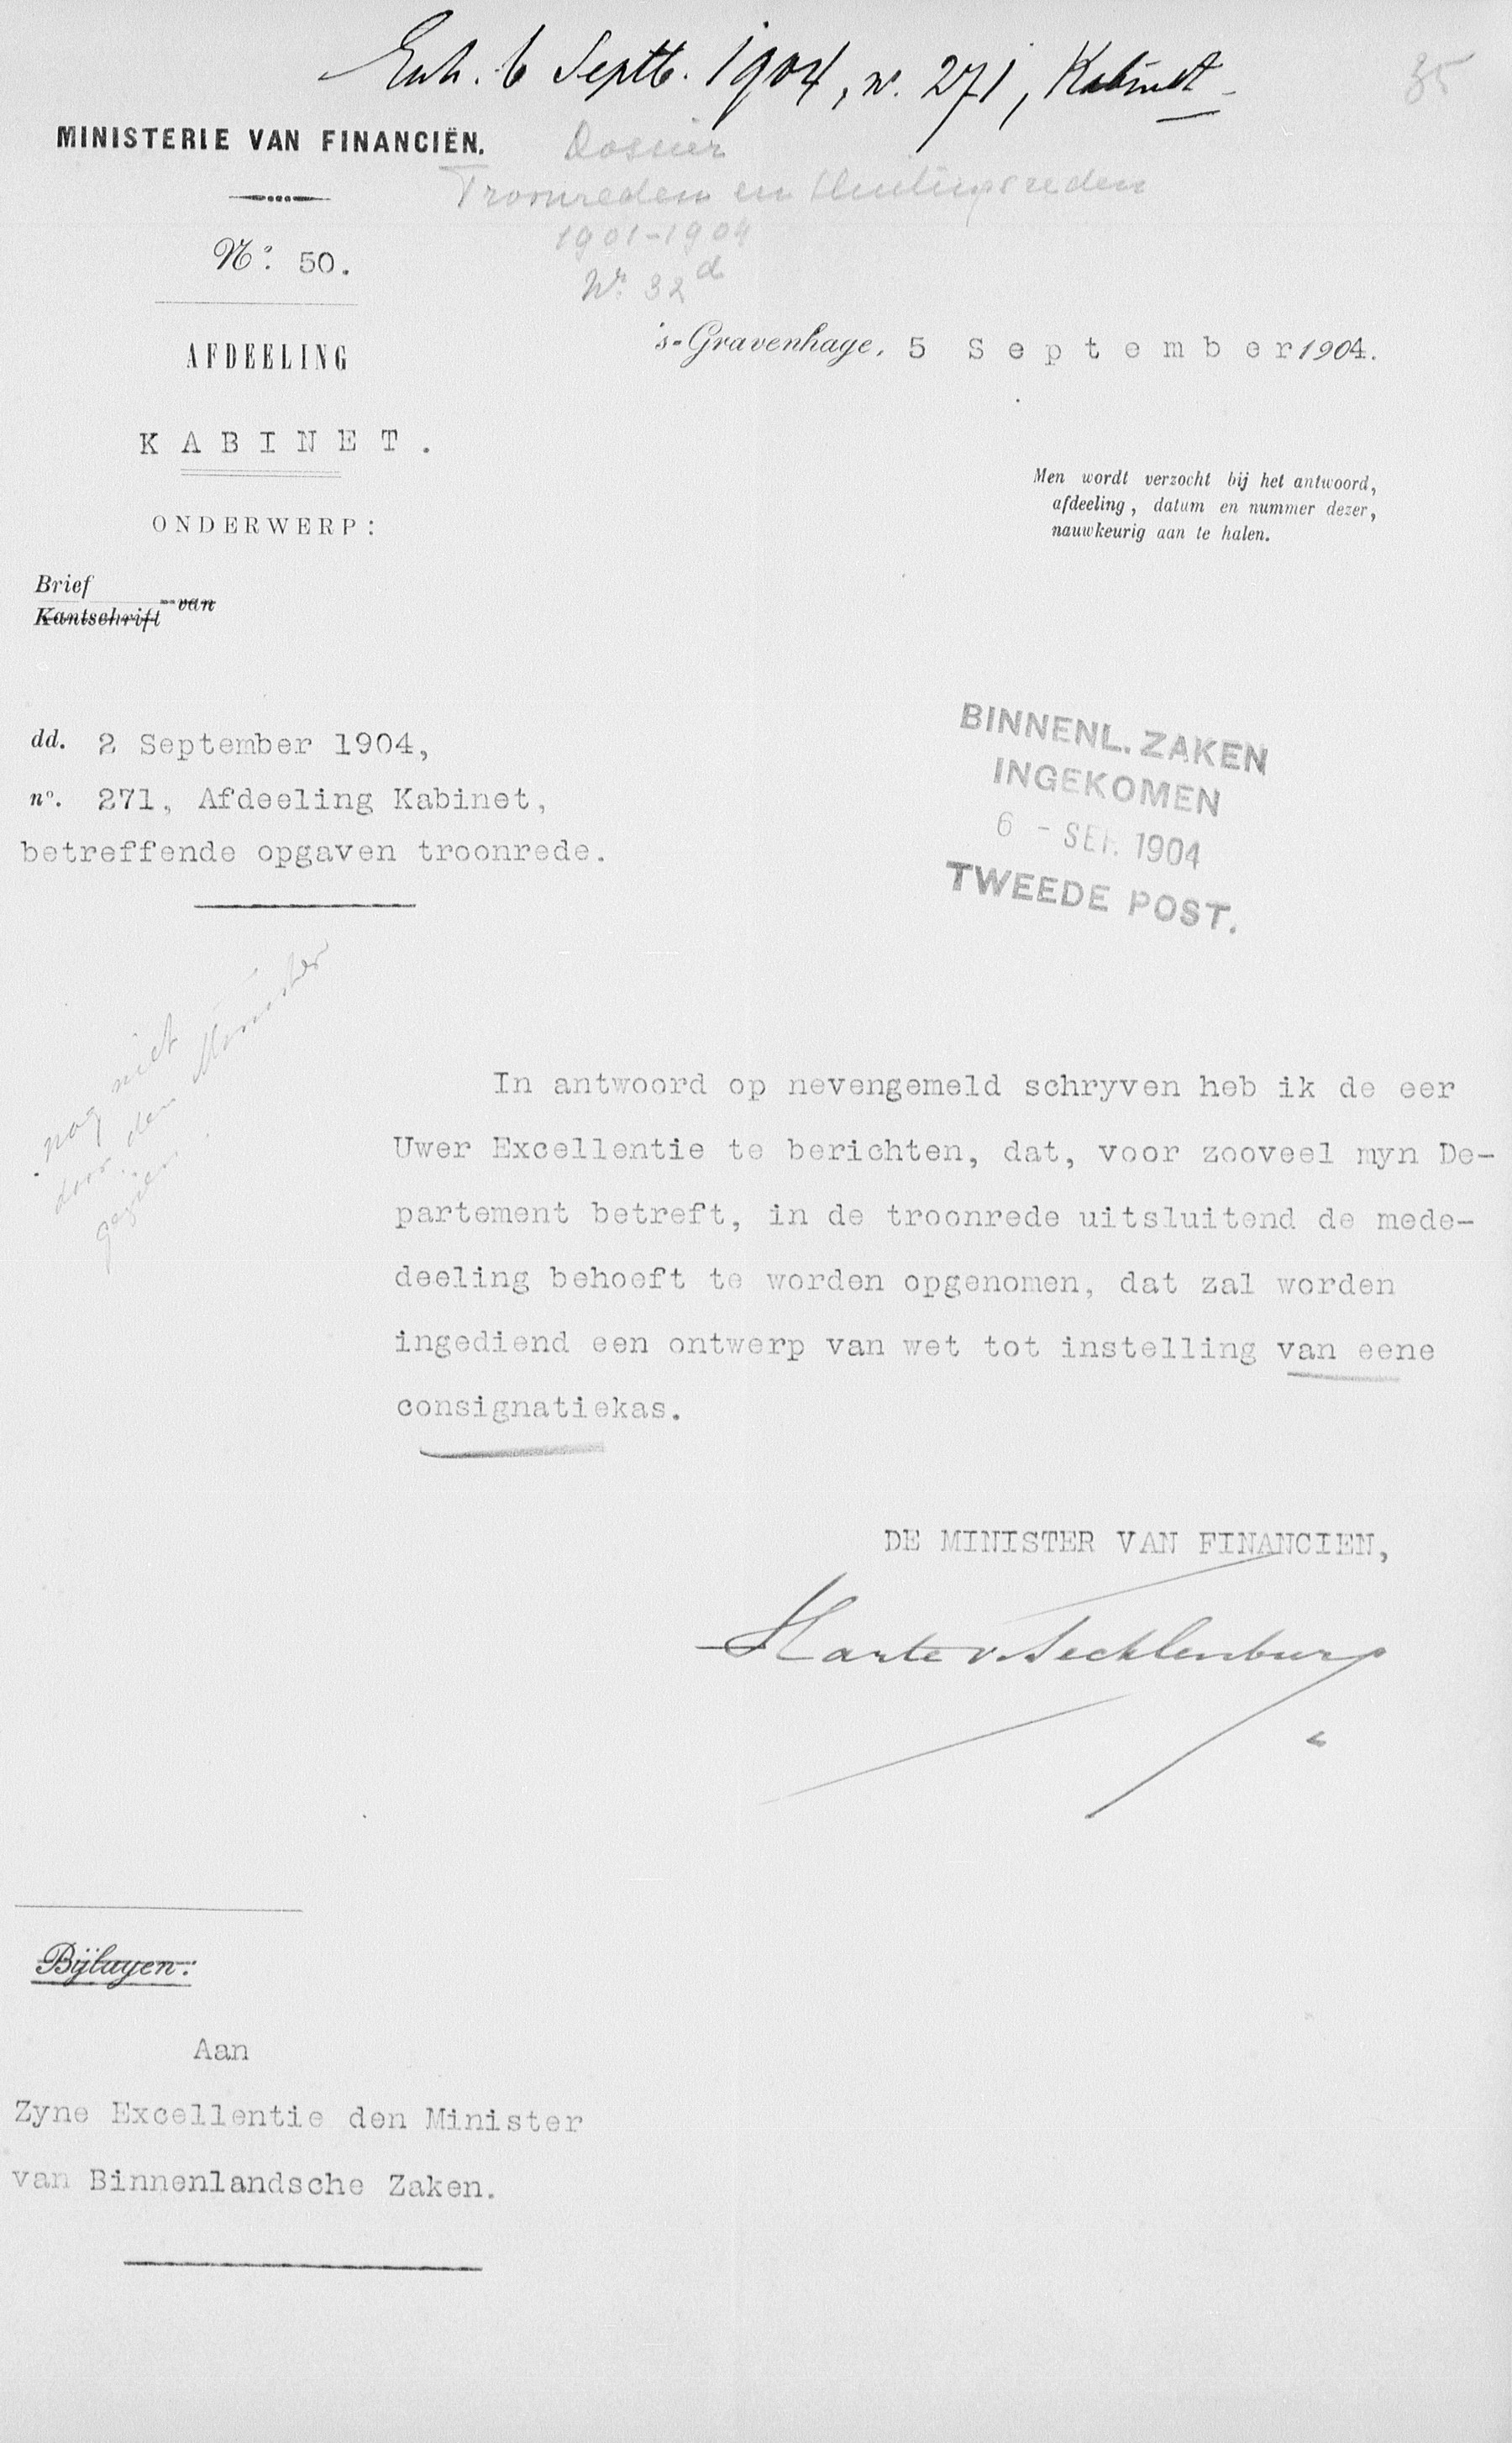 Exh. 6 Septb. 1904, no. 271, Kabinet
35
MINISTERIE VAN FINANCIËN.
Dossier
Troonreden en Sluitingsreden
1901-1904
No. 32d
No. 50.
's-Gravenhage, 5 September 1904.
AFDEELING
KABINET.
Men wordt verzocht bij het antwoord,
afdeeling, datum en nummer dezer,
nauwkeurig aan te halen.
ONDERWERP:
Brief
Kantschrift van
dd. 2 September 1904,
no. 271, Afdeeling Kabinet,
betreffende opgaven troonrede.
BINNENL. ZAKEN
INGEKOMEN
6 - SEP. 1904
TWEEDE POST.
nog niet
door den Minister
gezien
In antwoord op nevengemeld schryven heb ik de eer
Uwer Excellentie te berichten, dat, voor zooveel myn De-
partement betreft, in de troonrede uitsluitend de mede-
deeling behoeft te worden opgenomen, dat zal worden
ingediend een ontwerp van wet tot instelling van eene
consignatiekas.
DE MINISTER VAN FINANCIEN,
Harte v. Tecklenburg
Bijlagen:
Aan
Zyne Excellentie den Minister
van Binnenlandsche Zaken.